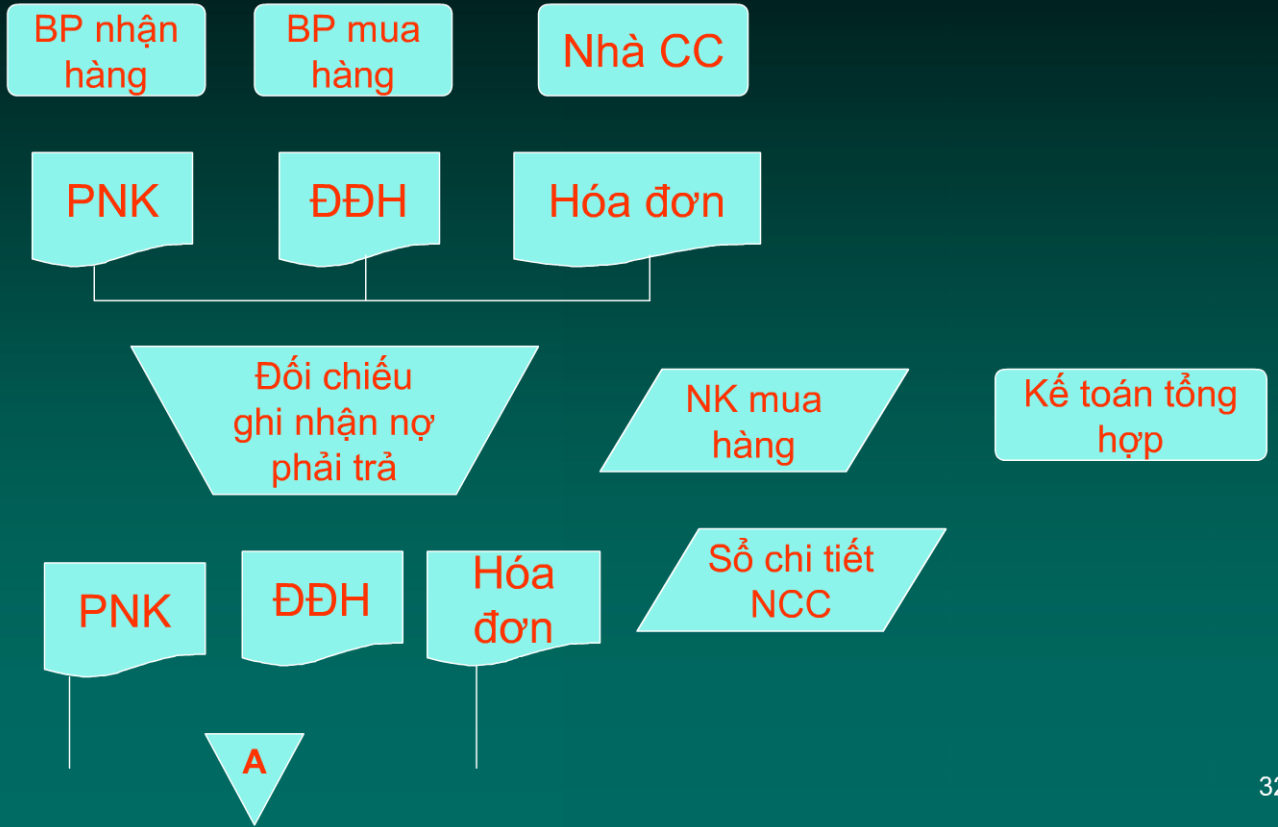 BP nhận
hàng
BP mua
hàng
Nhà CC
PNK
ĐĐH
Hóa đơn
Đối chiếu
ghi nhận nợ
phải trả
NK mua
hàng
Kế toán tổng
hợp
Sổ chi tiết
NCC
PNK
ĐĐH
Hóa
đơn
A
32